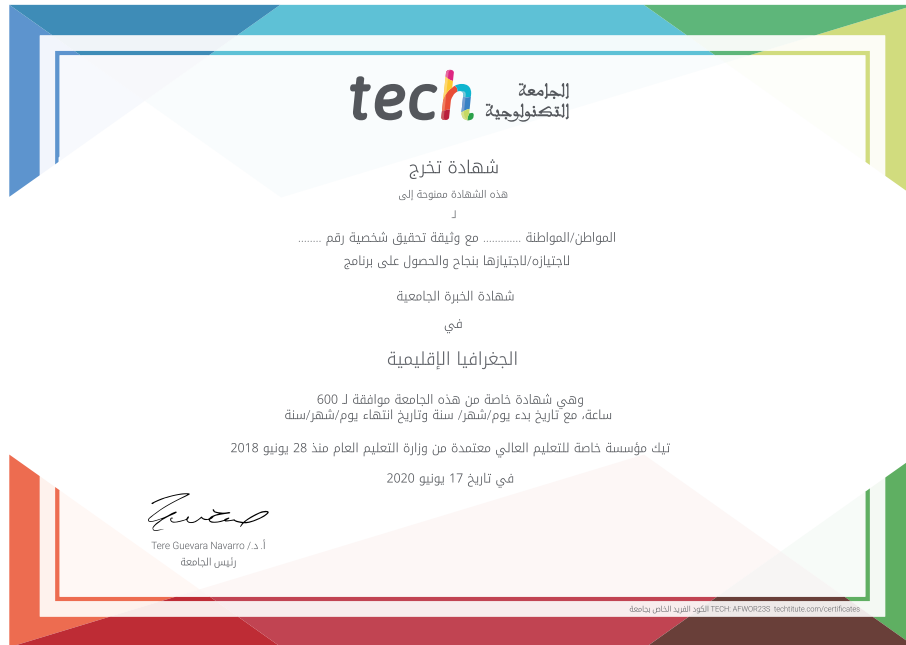 tech الجامعة
التكنولوجية
شهادة تخرج
هذه الشهادة ممنوحة إلى
لـ
المواطن/المواطنة ............. مع وثيقة تحقيق شخصية رقم ........
لاجتيازه/لاجتيازها بنجاح والحصول على برنامج
شهادة الخبرة الجامعية
في
الجغرافيا الإقليمية
وهي شهادة خاصة من هذه الجامعة موافقة لـ 600
ساعة، مع تاريخ بدء يوم/شهر/ سنة وتاريخ انتهاء يوم/شهر/سنة
تيك مؤسسة خاصة للتعليم العالي معتمدة من وزارة التعليم العام منذ 28 يونيو 2018
في تاريخ 17 يونيو 2020
أ. د./ Tere Guevara Navarro
رئيس الجامعة
الكود الفريد الخاص بجامعة TECH: AFWOR23S techtitute.com/certificates